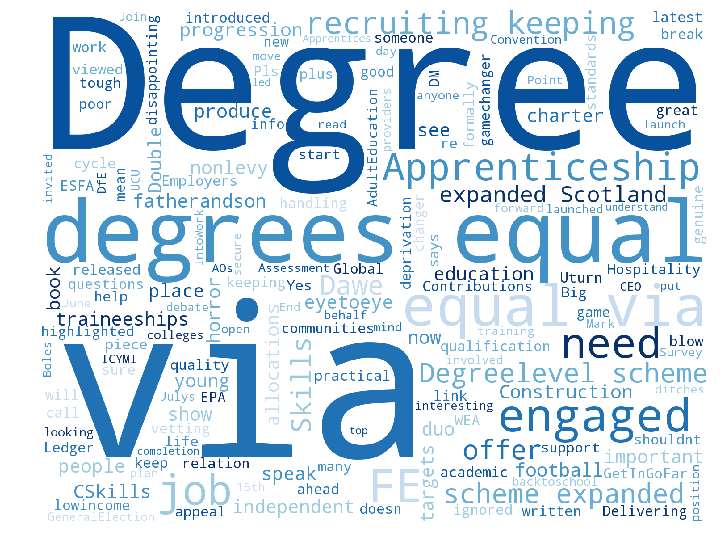 Join
introduced
recruiting keeping
latest
break
progression
Degree
work
viewed
tough
poor
disappointing
new
Apprentices
someone
Convention
move
day
Pls
plus
good
led
DM
anyone
gamechanger
formally
Point
standards
produce
info
read
see
re
charter
great
launch
start
AdultEducation
providers
invited
cycle
ESFA
DfE
mean
UCU
Double
nonlevy
Employers
fatherandson
handling
Apprenticeship
expanded Scotland
genuine
degrees equal
IntoWork
secure
deprivation
changer
says
forward
launched
understand
book
released
questions
help
June
place
debate
AOs
horror
keeping
Assessment
Global
Yes
End
Dawe
eyetoeye
behalf
education
Contributions
Uturn
Big
Hospitality
CEO
put
equal via
traineeships
highlighted
colleges
open
communities
mind
now
training
game
Mark
need
blow
Survey
via
Boles
ICYMI
piece
sure
quality
young
allocations
Skills
practical
qualification
involved
Degreelevel scheme
ditches
will
call
Julys
EPA
vetting
show
link
interesting
Construction
looking
Ledger
life
completion
top
duo
WEA
engaged
people
keep
plan
relation
speak
many
offer
support
shouldnt
important
targets
academic
football
GetInGoFar
backtoschool
CSkills
lowincome
GeneralElection
job
appeal
15th
independent
ahead
doesn
FE
ignored
scheme expanded
written
Delivering
position